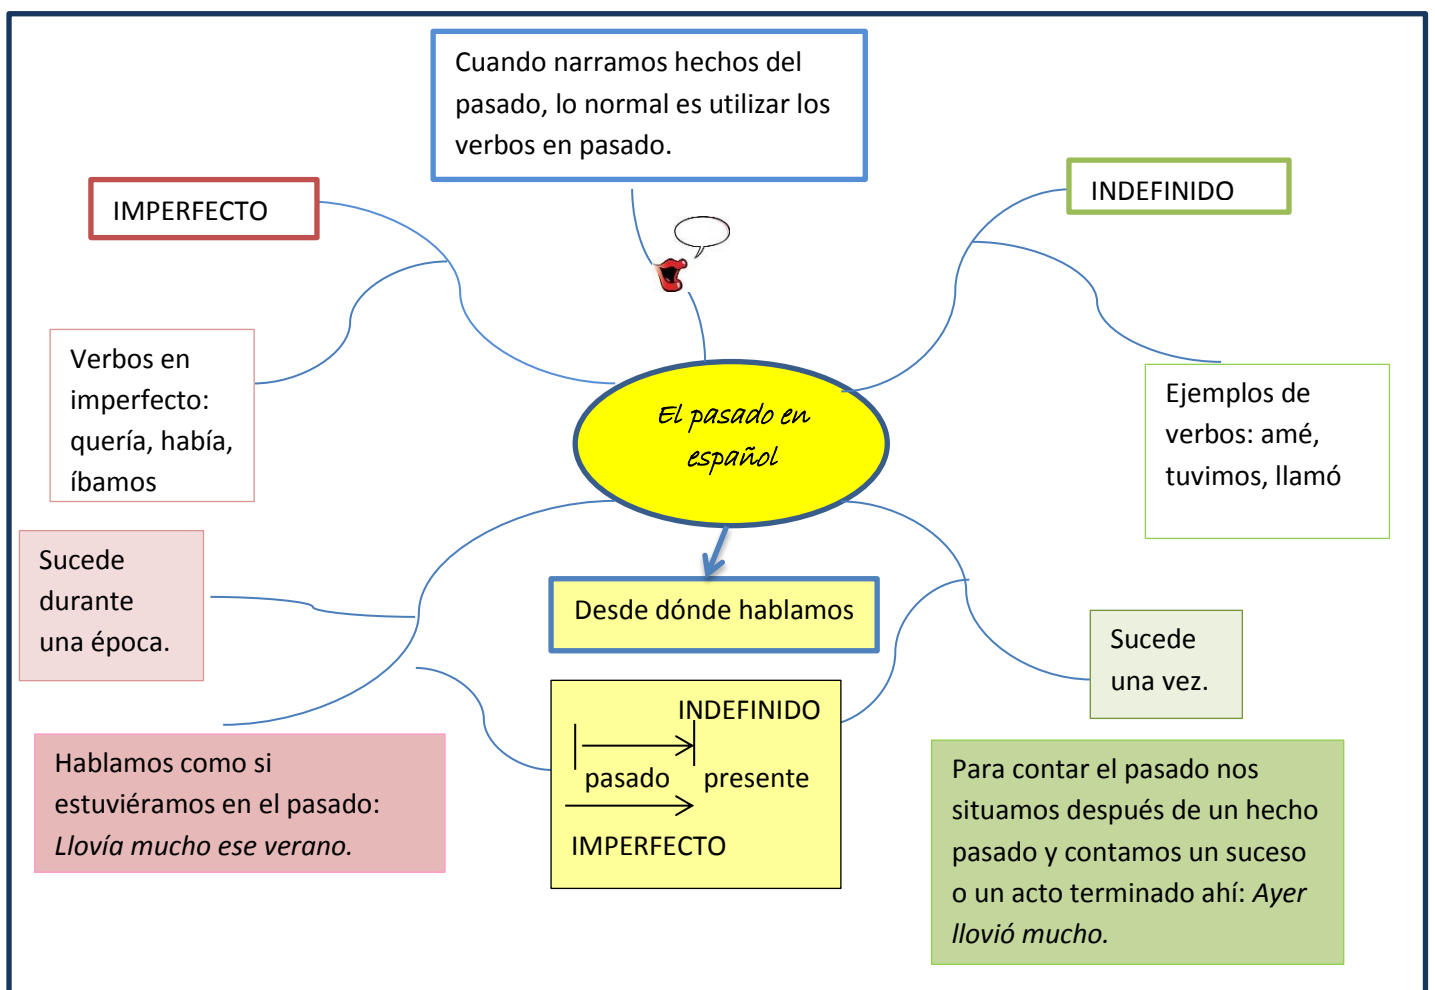 Cuando narramos hechos del
pasado, lo normal es utilizar los
verbos en pasado.
IMPERFECTO
INDEFINIDO
Verbos en
imperfecto:
quería, había,
íbamos
El pasado en
español
Ejemplos de
verbos: amé,
tuvimos, llamó
Sucede
durante
una época.
Desde dónde hablamos
Sucede
una vez.
INDEFINIDO
pasado presente
IMPERFECTO
Hablamos como si
estuviéramos en el pasado:
Llovía mucho ese verano.
Para contar el pasado nos
situamos después de un hecho
pasado y contamos un suceso
o un acto terminado ahí: Ayer
llovió mucho.